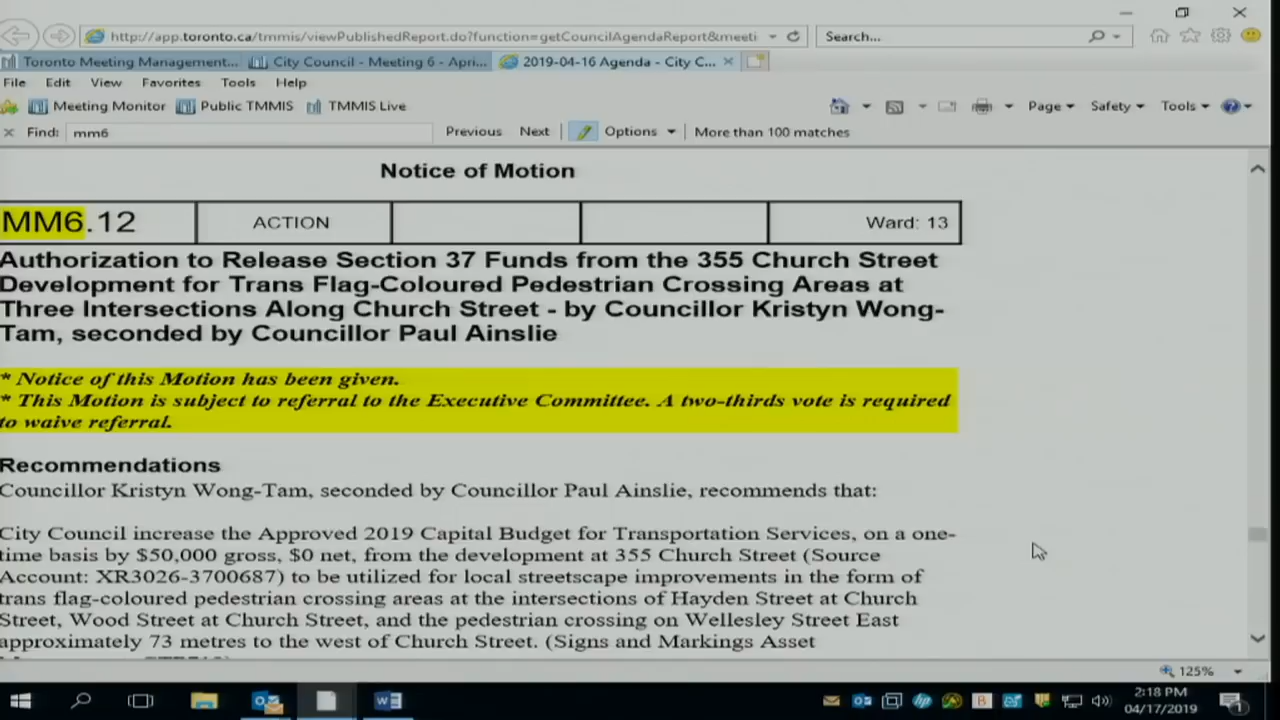 http://app.toronto.ca/tmmis/viewPublishedReport.do?function=getCouncilAgendaReport&meeti
Search...
Toronto Meeting Management...
City Council - Meeting 6 - Apri...
2019-04-16 Agenda - City C...
File Edit View Favorites Tools Help
Meeting Monitor Public TMMIS TMMIS Live
Page Safety Tools
Find: mm6 Previous Next Options More than 100 matches
Notice of Motion
MM6.12 ACTION Ward: 13
Authorization to Release Section 37 Funds from the 355 Church Street
Development for Trans Flag-Coloured Pedestrian Crossing Areas at
Three Intersections Along Church Street - by Councillor Kristyn Wong-
Tam, seconded by Councillor Paul Ainslie
* Notice of this Motion has been given.
* This Motion is subject to referral to the Executive Committee. A two-thirds vote is required
to waive referral.
Recommendations
Councillor Kristyn Wong-Tam, seconded by Councillor Paul Ainslie, recommends that:
City Council increase the Approved 2019 Capital Budget for Transportation Services, on a one-
time basis by $50,000 gross, $0 net, from the development at 355 Church Street (Source
Account: XR3026-3700687) to be utilized for local streetscape improvements in the form of
trans flag-coloured pedestrian crossing areas at the intersections of Hayden Street at Church
Street, Wood Street at Church Street, and the pedestrian crossing on Wellesley Street East
approximately 73 metres to the west of Church Street. (Signs and Markings Asset
125%
2:18 PM
04/17/2019